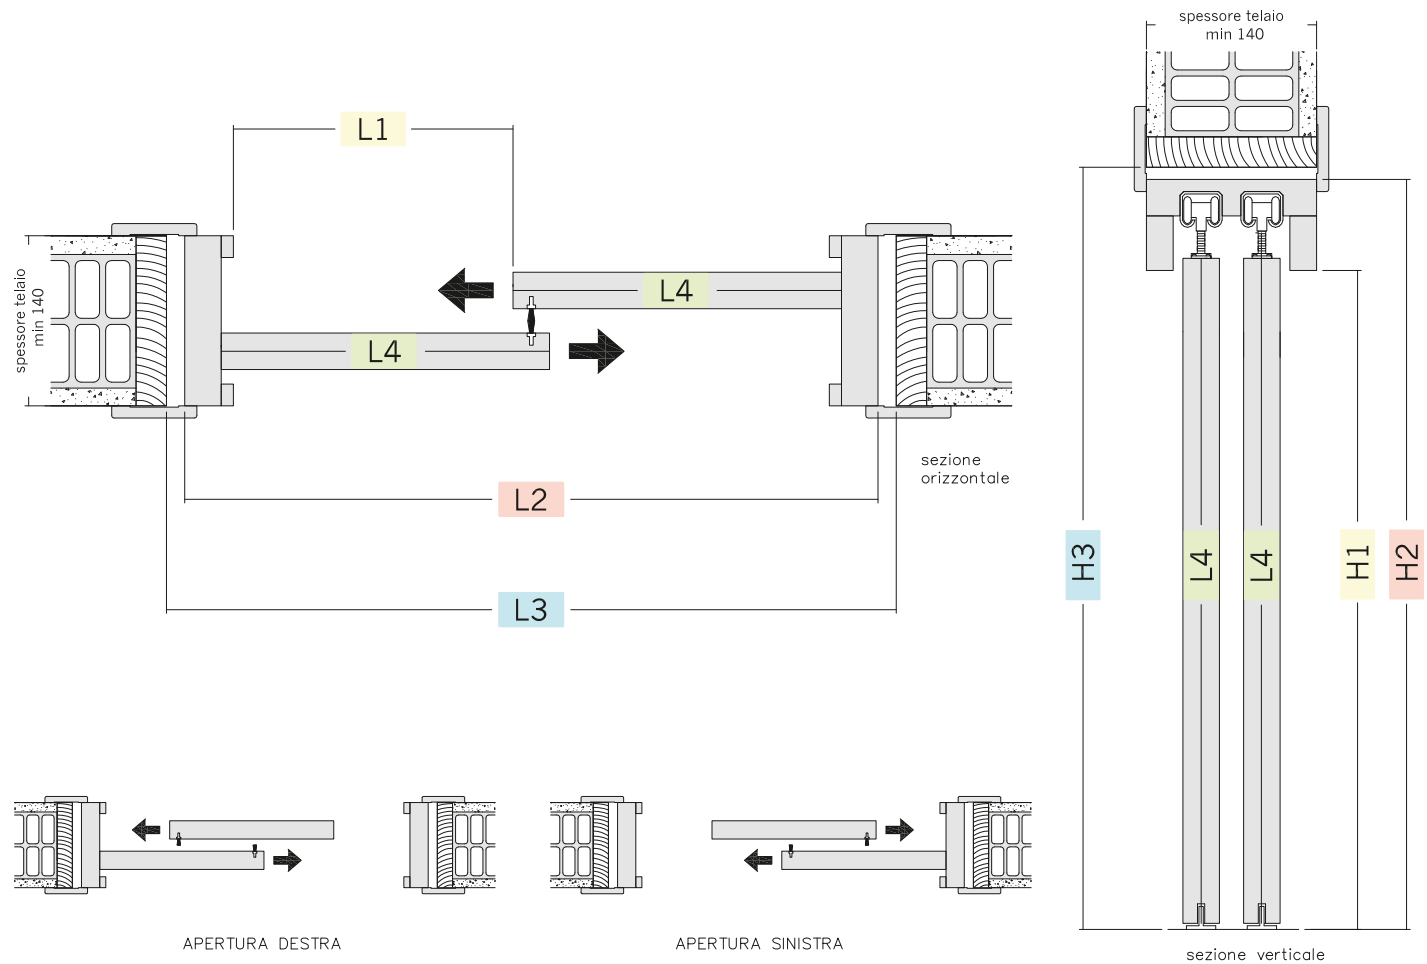 spessore telaio
min 140
L1
spessore telaio
min 140
L4
L4
sezione
orizzontale
L2
L3
H3
L4
L4
H1
H2
APERTURA DESTRA
APERTURA SINISTRA
sezione verticale